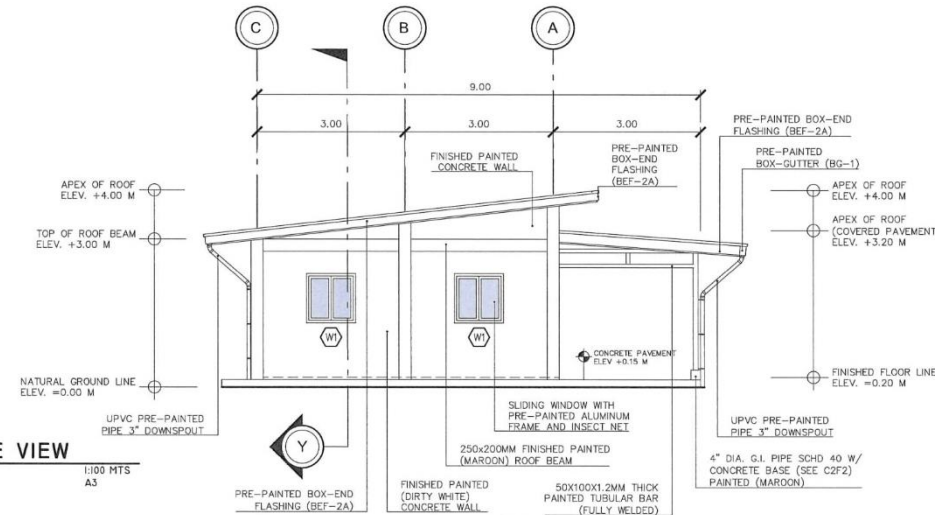 C
B
A
9.00
3.00
3.00
3.00
PRE-PAINTED BOX-END
FLASHING (BEF-2A)
PRE-PAINTED
BOX-GUTTER (BG-1)
PRE-PAINTED
BOX-END
FLASHING
(BEF-2A)
FINISHED PAINTED
CONCRETE WALL
APEX OF ROOF
ELEV. +4.00 M
TOP OF ROOF BEAM
ELEV. +3.00 M
APEX OF ROOF
ELEV. +4.00 M
APEX OF ROOF
(COVERED PAVEMENT
ELEV. +3.20 M
W1
W1
CONCRETE PAVEMENT
ELEV +0.15 M
NATURAL GROUND LINE
ELEV. =0.00 M
FINISHED FLOOR LINE
ELEV. =0.20 M
UPVC PRE-PAINTED
PIPE 3" DOWNSPOUT
SLIDING WINDOW WITH
PRE-PAINTED ALUMINUM
FRAME AND INSECT NET
UPVC PRE-PAINTED
PIPE 3" DOWNSPOUT
E VIEW
1:100 MTS
A3
Y
250x200MM FINISHED PAINTED
(MAROON) ROOF BEAM
4" DIA. G.I. PIPE SCHD 40 W/
CONCRETE BASE (SEE C2F2)
PAINTED (MAROON)
PRE-PAINTED BOX-END
FLASHING (BEF-2A)
FINISHED PAINTED
(DIRTY WHITE)
CONCRETE WALL
50X100X1.2MM THICK
PAINTED TUBULAR BAR
(FULLY WELDED)